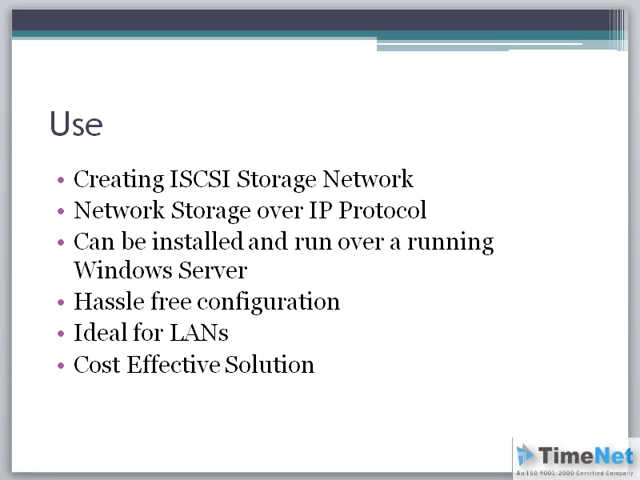 Use
• Creating ISCSI Storage Network
• Network Storage over IP Protocol
• Can be installed and run over a running
Windows Server
• Hassle free configuration
• Ideal for LANs
• Cost Effective Solution
TimeNet
An ISO 9001-2000 Certified Company